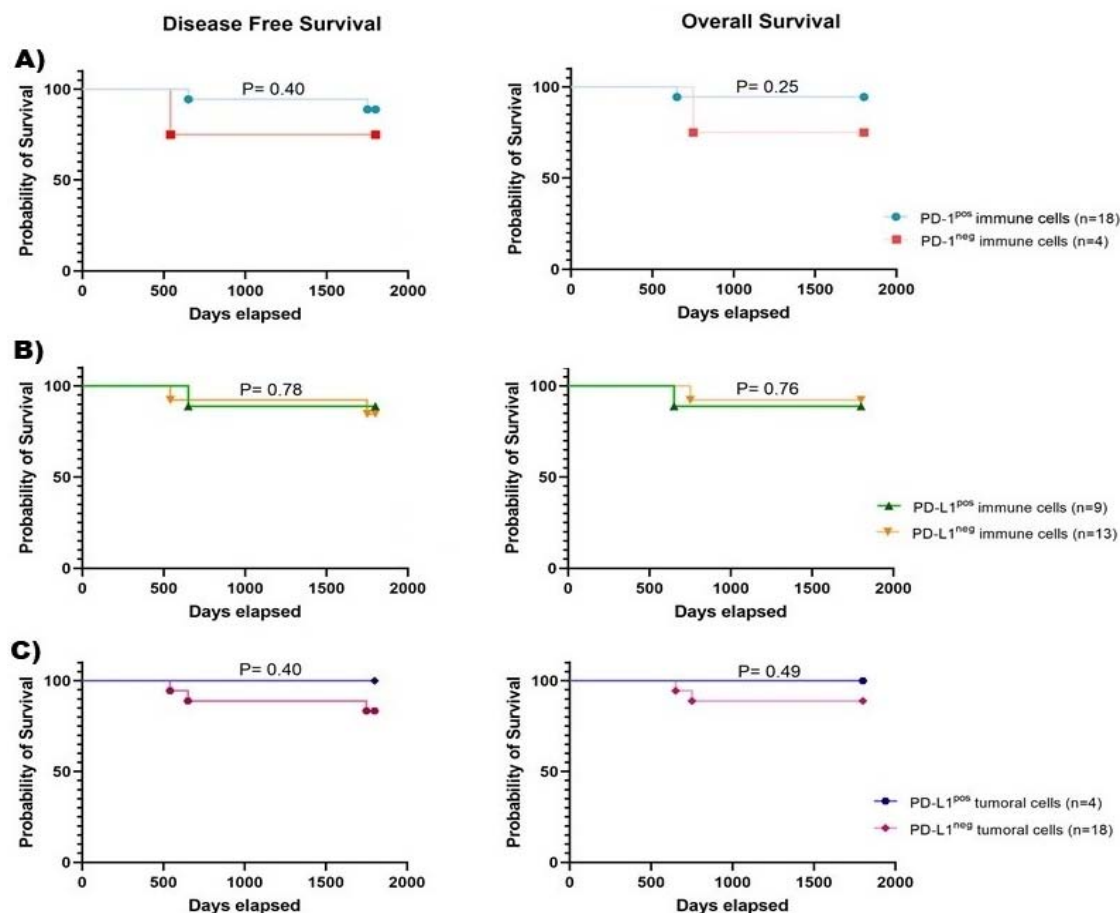 Disease Free Survival
Overall Survival
A)
Probability of Survival
100
50
0
P= 0.40
0 500 1000 1500 2000
Days elapsed
Probability of Survival
100
50
0
P= 0.25
0 500 1000 1500 2000
Days elapsed
PD-1pos immune cells (n=18)
PD-1neg immune cells (n=4)
B)
Probability of Survival
100
50
0
P= 0.78
0 500 1000 1500 2000
Days elapsed
Probability of Survival
100
50
0
P= 0.76
0 500 1000 1500 2000
Days elapsed
PD-L1pos immune cells (n=9)
PD-L1neg immune cells (n=13)
C)
Probability of Survival
100
50
0
P= 0.40
0 500 1000 1500 2000
Days elapsed
Probability of Survival
100
50
0
P= 0.49
0 500 1000 1500 2000
Days elapsed
PD-L1pos tumoral cells (n=4)
PD-L1neg tumoral cells (n=18)